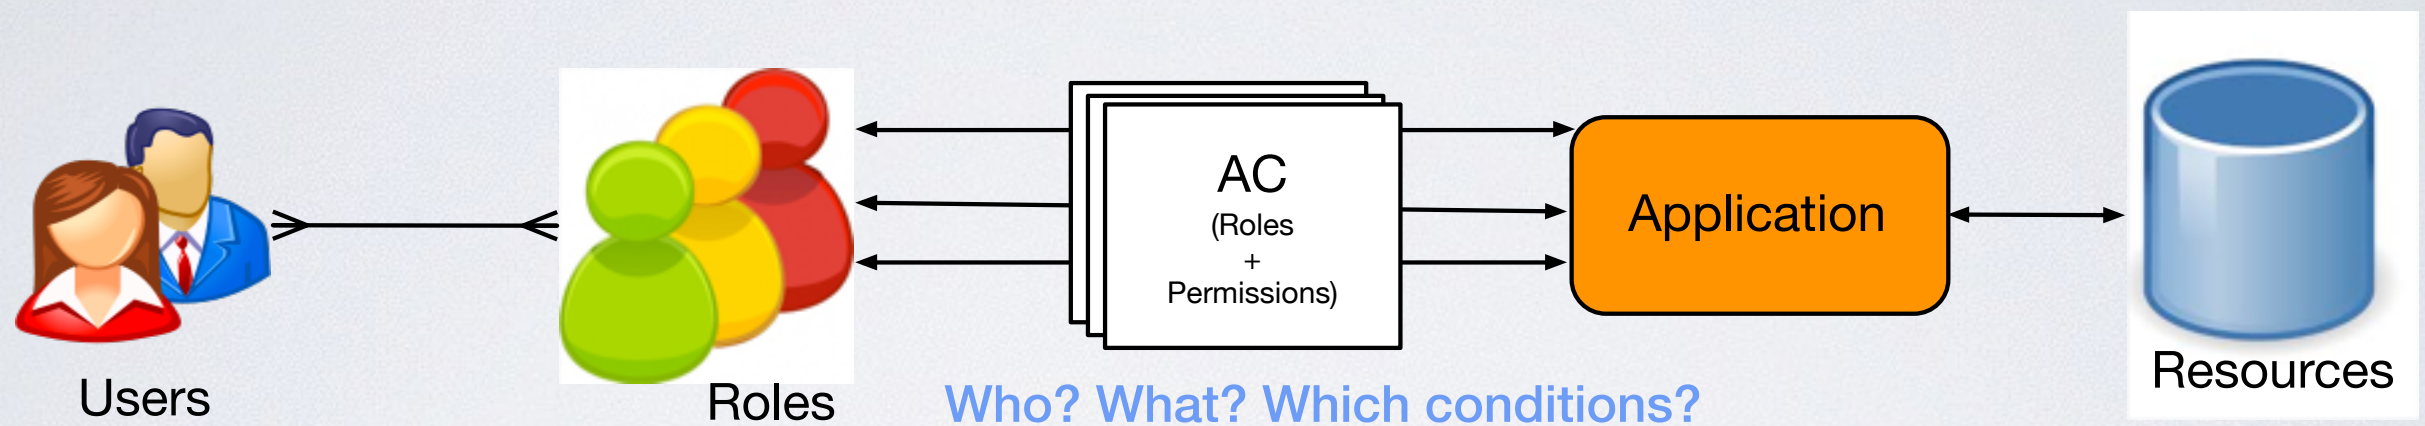 Users
Roles
AC
(Roles
+
Permissions)
Who? What? Which conditions?
Application
Resources